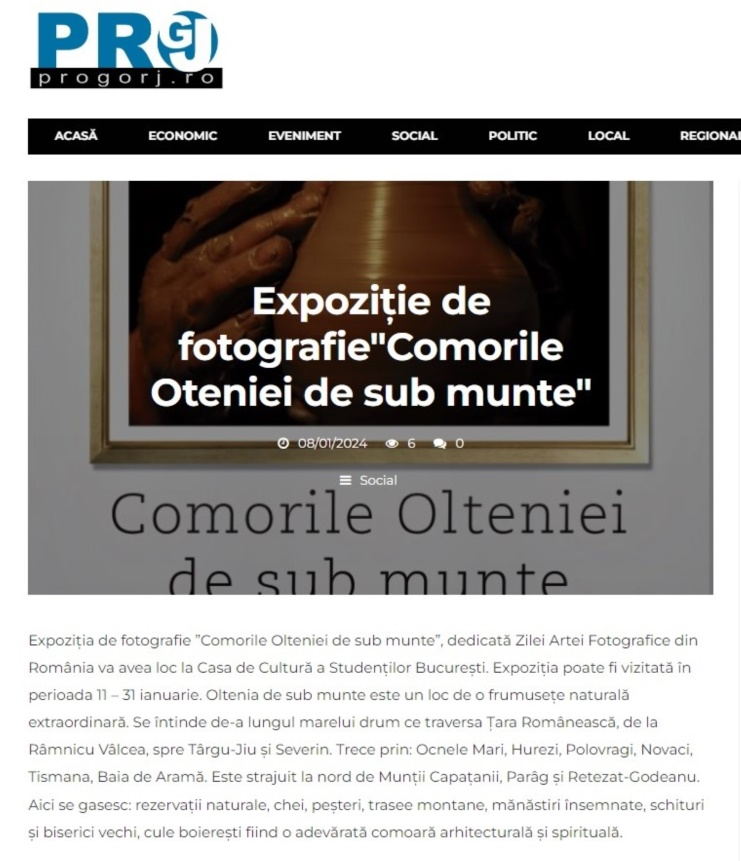 PRGJ
progorj.ro
ACASĂ ECONOMIC EVENIMENT SOCIAL POLITIC LOCAL REGIONAL
Expoziție de
fotografie"Comorile
Oteniei de sub munte"
08/01/2024 6 0
Social
Comorile Olteniei
de sub munte
Expoziția de fotografie ”Comorile Olteniei de sub munte”, dedicată Zilei Artei Fotografice din
România va avea loc la Casa de Cultură a Studenților București. Expoziția poate fi vizitată în
perioada 11 – 31 ianuarie. Oltenia de sub munte este un loc de o frumusețe naturală
extraordinară. Se întinde de-a lungul marelui drum ce traversa Țara Românească, de la
Râmnicu Vâlcea, spre Târgu-Jiu și Severin. Trece prin: Ocnele Mari, Hurezi, Polovragi, Novaci,
Tismana, Baia de Aramă. Este strajuit la nord de Munții Capațanii, Parâg și Retezat-Godeanu.
Aici se gasesc: rezervații naturale, chei, peșteri, trasee montane, mănăstiri însemnate, schituri
și biserici vechi, cule boierești fiind o adevărată comoară arhitecturală și spirituală.